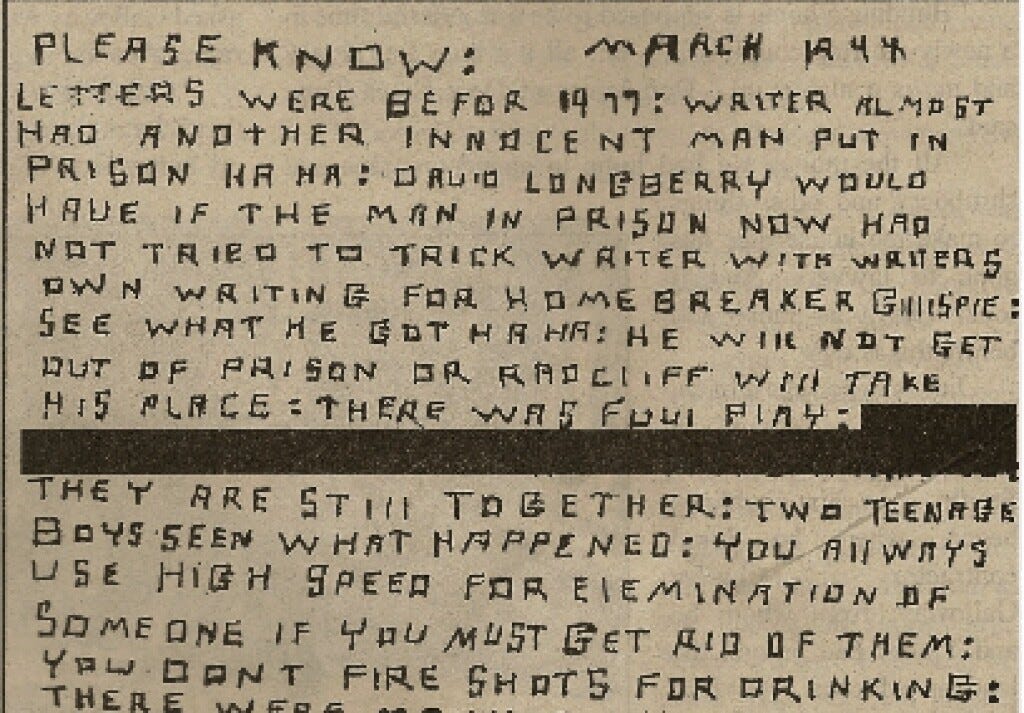 PLEASE KNOW: MARCH 1994
LETTERS WERE BEFOR 1977: WRITER ALMOST
HAD ANOTHER INNOCENT MAN PUT IN
PRISON HA HA: DAVID LONGBERRY WOULD
HAVE IF THE MAN IN PRISON NOW HAD
NOT TRIED TO TRICK WRITER WITH WRITERS
OWN WRITING FOR HOMEBREAKER GILLISPIE:
SEE WHAT HE GOT HA HA: HE WILL NOT GET
OUT OF PRISON OR RADCLIFF WILL TAKE
HIS PLACE: THERE WAS FOUL PLAY:
THEY ARE STILL TOGETHER: TWO TEENAGE
BOYS SEEN WHAT HAPPENED: YOU ALLWAYS
USE HIGH SPEED FOR ELEMINATION OF
SOMEONE IF YOU MUST GET RID OF THEM:
YOU DONT FIRE SHOTS FOR DRINKING:
THERE WERE